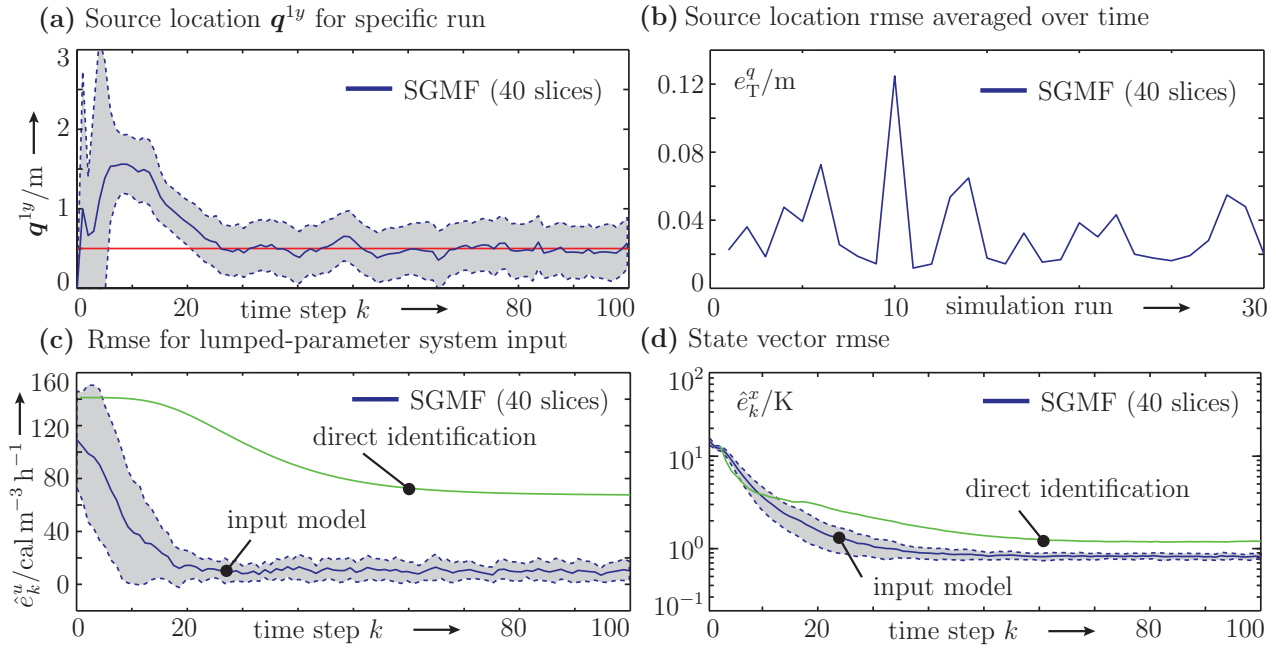 (a) Source location q^{1y} for specific run
3
2
1
0
q^{1y}/m
SGMF (40 slices)
0
20
time step k
80
100
(b) Source location rmse averaged over time
0.12
0.08
0.04
0
e_T^q/m
SGMF (40 slices)
0
10
simulation run
30
(c) Rmse for lumped-parameter system input
160
120
80
40
0
ê_k^u/cal m^{-3} h^{-1}
SGMF (40 slices)
direct identification
input model
0
20
time step k
80
100
(d) State vector rmse
10^2
10^1
10^0
10^{-1}
ê_k^x/K
SGMF (40 slices)
direct identification
input model
0
20
time step k
80
100